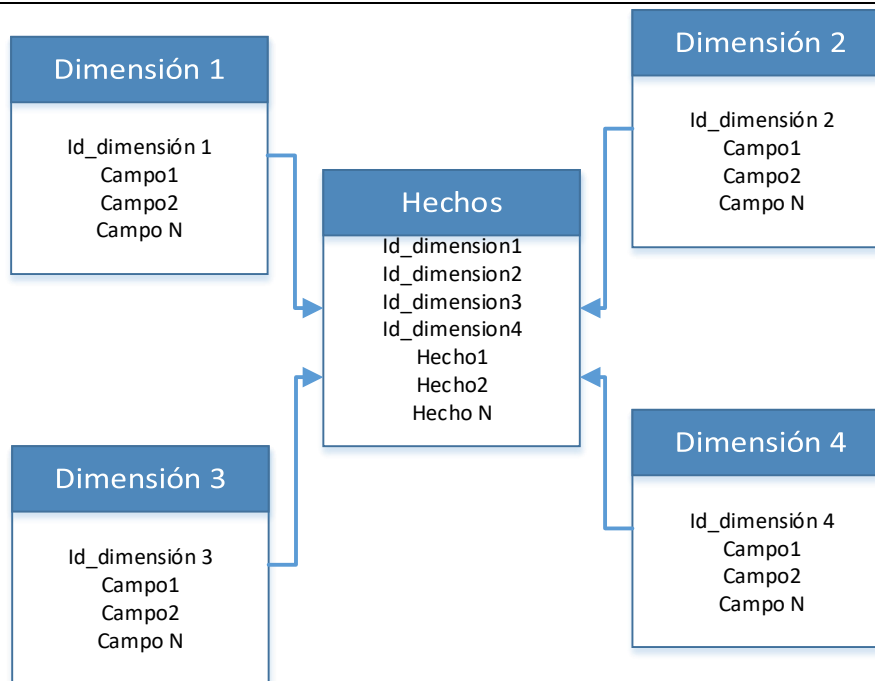 Dimensión 1
Id_dimensión 1
Campo1
Campo2
Campo N
Dimensión 2
Id_dimensión 2
Campo1
Campo2
Campo N
Hechos
Id_dimension1
Id_dimension2
Id_dimension3
Id_dimension4
Hecho1
Hecho2
Hecho N
Dimensión 3
Id_dimensión 3
Campo1
Campo2
Campo N
Dimensión 4
Id_dimensión 4
Campo1
Campo2
Campo N